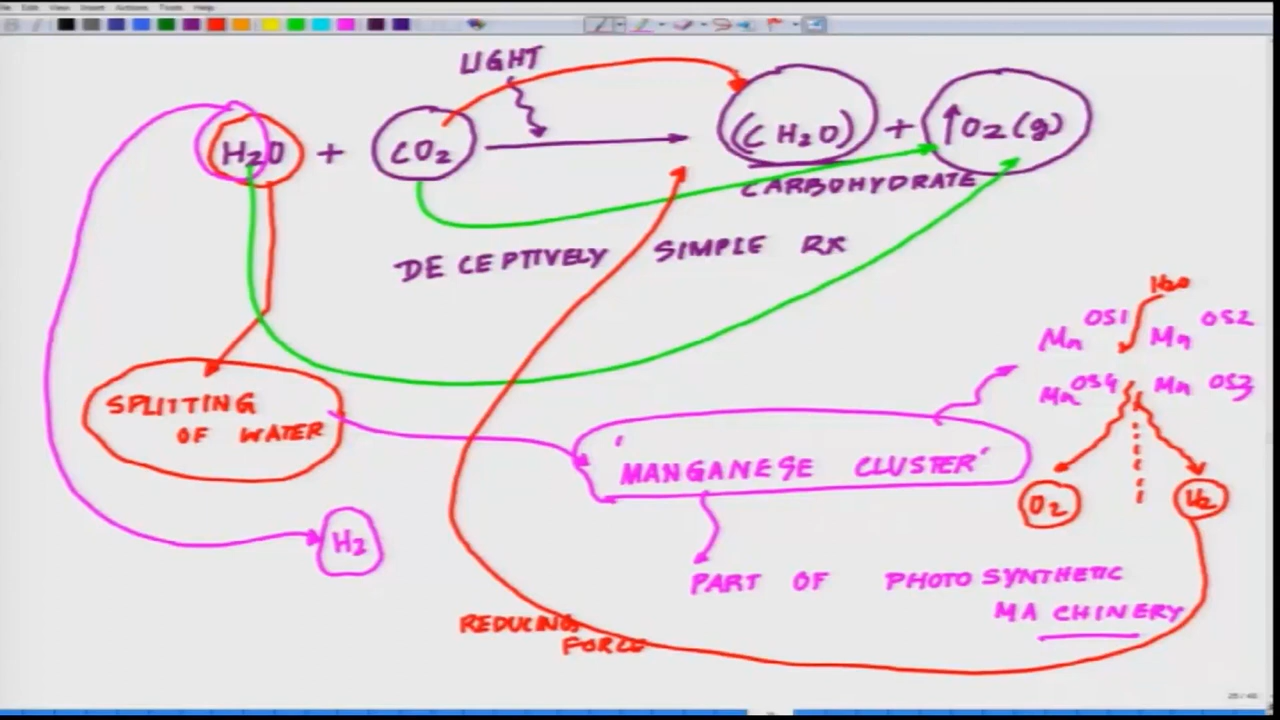 LIGHT
H2O + CO2 → (CH2O) + ↑O2(g)
CARBOHYDRATE
DECEPTIVELY SIMPLE RX
H2O
Mn OS1 Mn OS2
Mn OS4 Mn OS3
SPLITTING
OF WATER
'MANGANESE CLUSTER'
O2 H2
H2
PART OF PHOTOSYNTHETIC
MACHINERY
REDUCING
FORCE